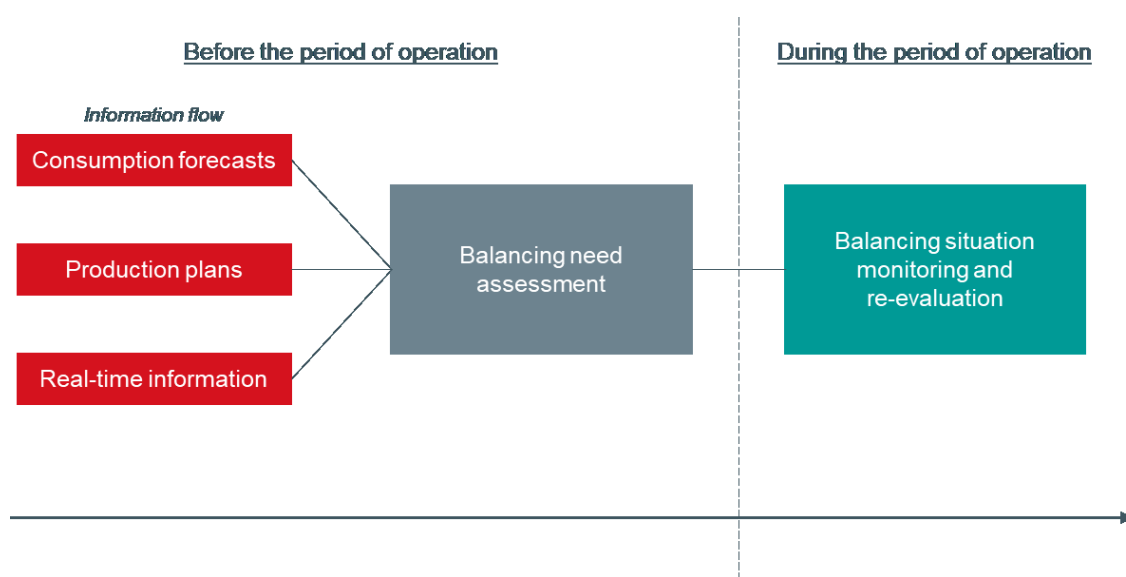 Before the period of operation
During the period of operation
Information flow
Consumption forecasts
Production plans
Real-time information
Balancing need
assessment
Balancing situation
monitoring and
re-evaluation